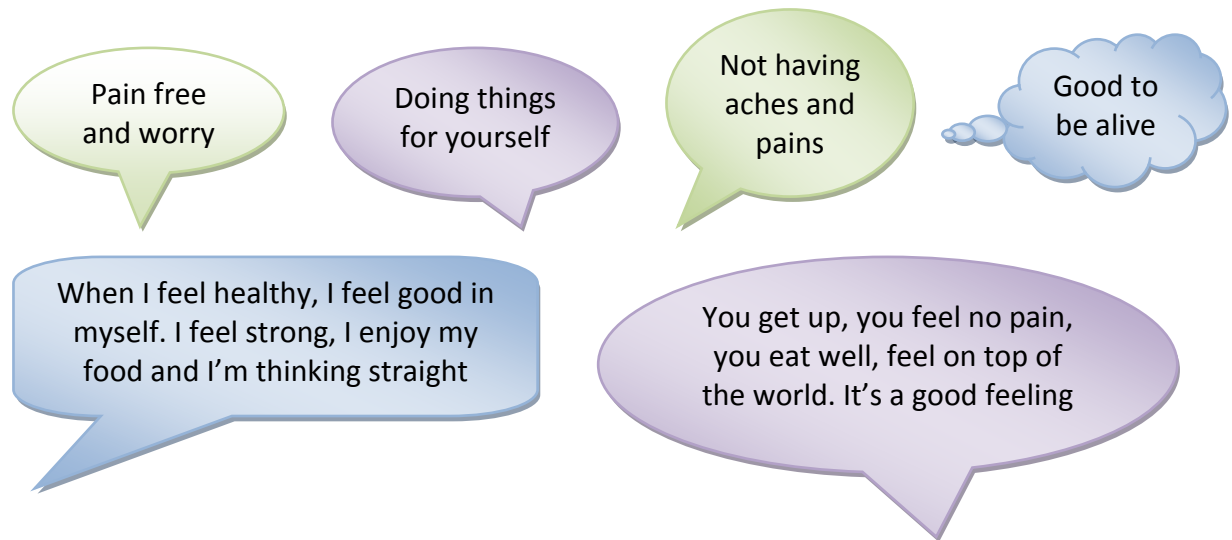 Pain free
and worry
Doing things
for yourself
Not having
aches and
pains
Good to
be alive
When I feel healthy, I feel good in
myself. I feel strong, I enjoy my
food and I’m thinking straight
You get up, you feel no pain,
you eat well, feel on top of
the world. It’s a good feeling